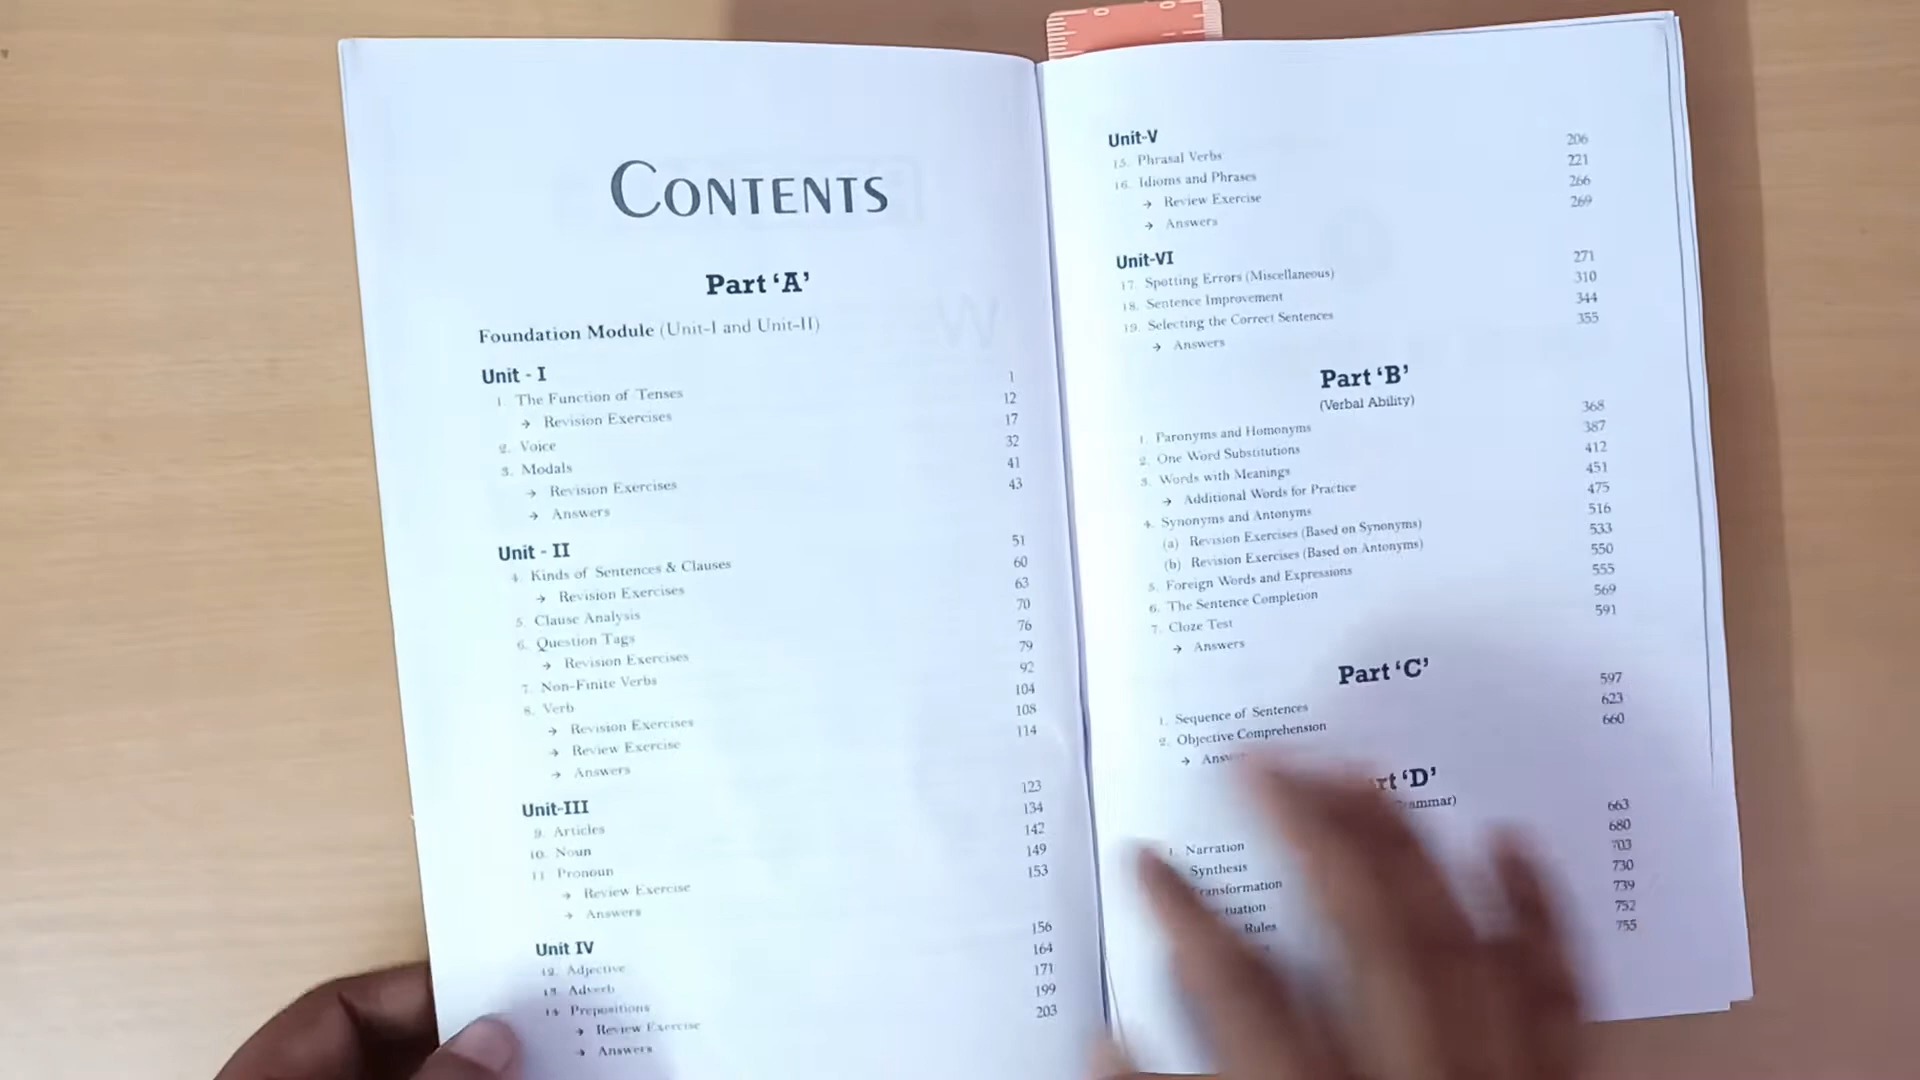 CONTENTS
Part ‘A’
Foundation Module (Unit-I and Unit-II)
Unit - I
1. The Function of Tenses 1
→ Revision Exercises 12
2. Voice 17
3. Modals 32
→ Revision Exercises 41
→ Answers 43
Unit - II
4. Kinds of Sentences & Clauses 51
→ Revision Exercises 60
5. Clause Analysis 63
6. Question Tags 70
→ Revision Exercises 76
7. Non-Finite Verbs 79
8. Verb 92
→ Revision Exercises 104
→ Review Exercise 108
→ Answers 114
Unit-III
9. Articles 123
10. Noun 134
11. Pronoun 142
→ Review Exercise 149
→ Answers 153
Unit IV
12. Adjective 156
13. Adverb 164
14. Prepositions 171
→ Review Exercise 199
→ Answers 203
Unit-V
15. Phrasal Verbs 206
16. Idioms and Phrases 221
→ Review Exercise 266
→ Answers 269
Unit-VI
17. Spotting Errors (Miscellaneous) 271
18. Sentence Improvement 310
19. Selecting the Correct Sentences 344
→ Answers 355
Part ‘B’
(Verbal Ability)
1. Paronyms and Homonyms 368
2. One Word Substitutions 387
3. Words with Meanings 412
→ Additional Words for Practice 451
4. Synonyms and Antonyms 475
(a) Revision Exercises (Based on Synonyms) 516
(b) Revision Exercises (Based on Antonyms) 533
5. Foreign Words and Expressions 550
6. The Sentence Completion 555
7. Cloze Test 569
→ Answers 591
Part ‘C’
1. Sequence of Sentences 597
2. Objective Comprehension 623
→ 660
‘D’
1. Narration 663
Synthesis 680
Transformation 703
730
Rules 739
752
755